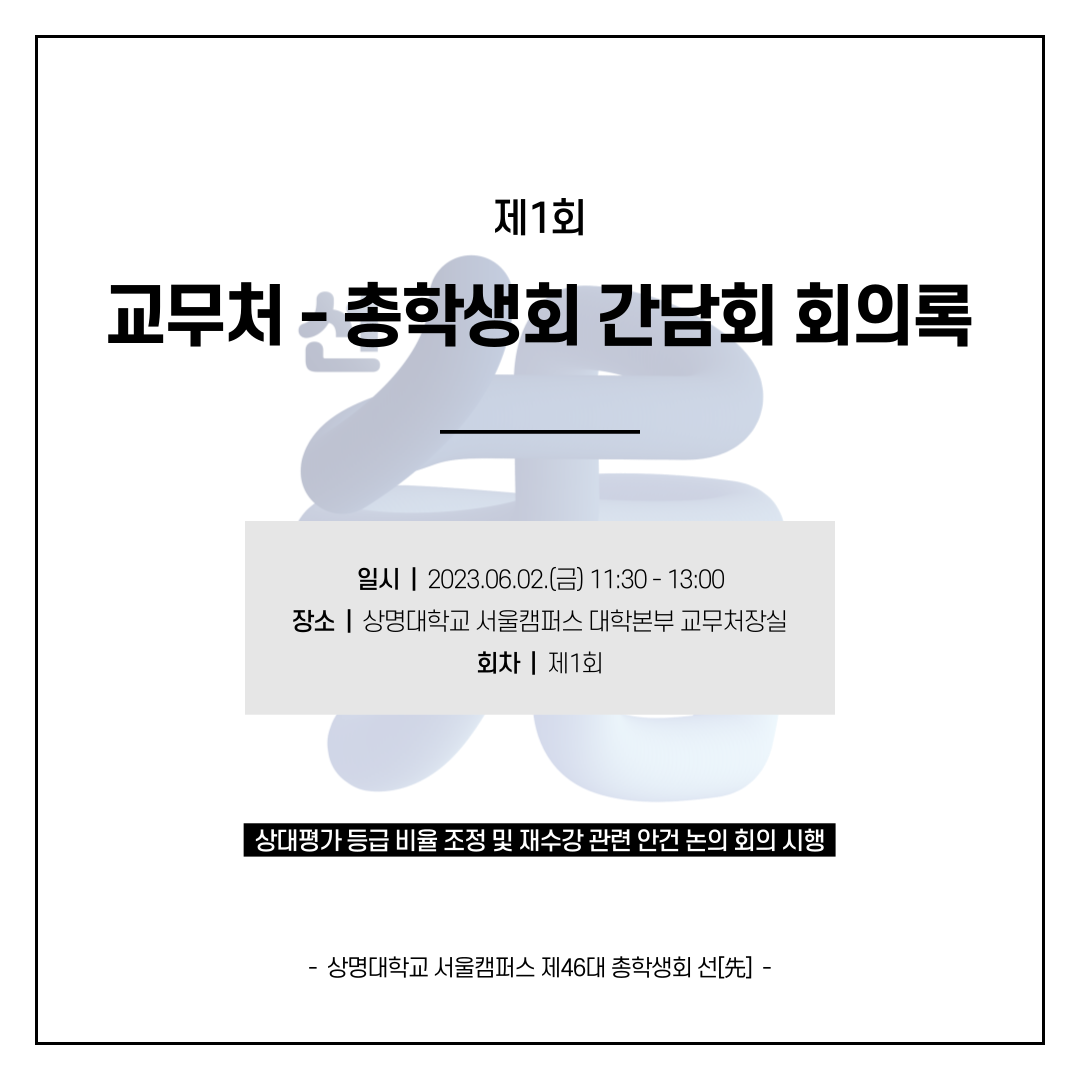 제1회
교무처 - 총학생회 간담회 회의록
선
일시 | 2023.06.02.(금) 11:30 - 13:00
장소 | 상명대학교 서울캠퍼스 대학본부 교무처장실
회차 | 제1회
상대평가 등급 비율 조정 및 재수강 관련 안건 논의 회의 시행
- 상명대학교 서울캠퍼스 제46대 총학생회 선[先] -